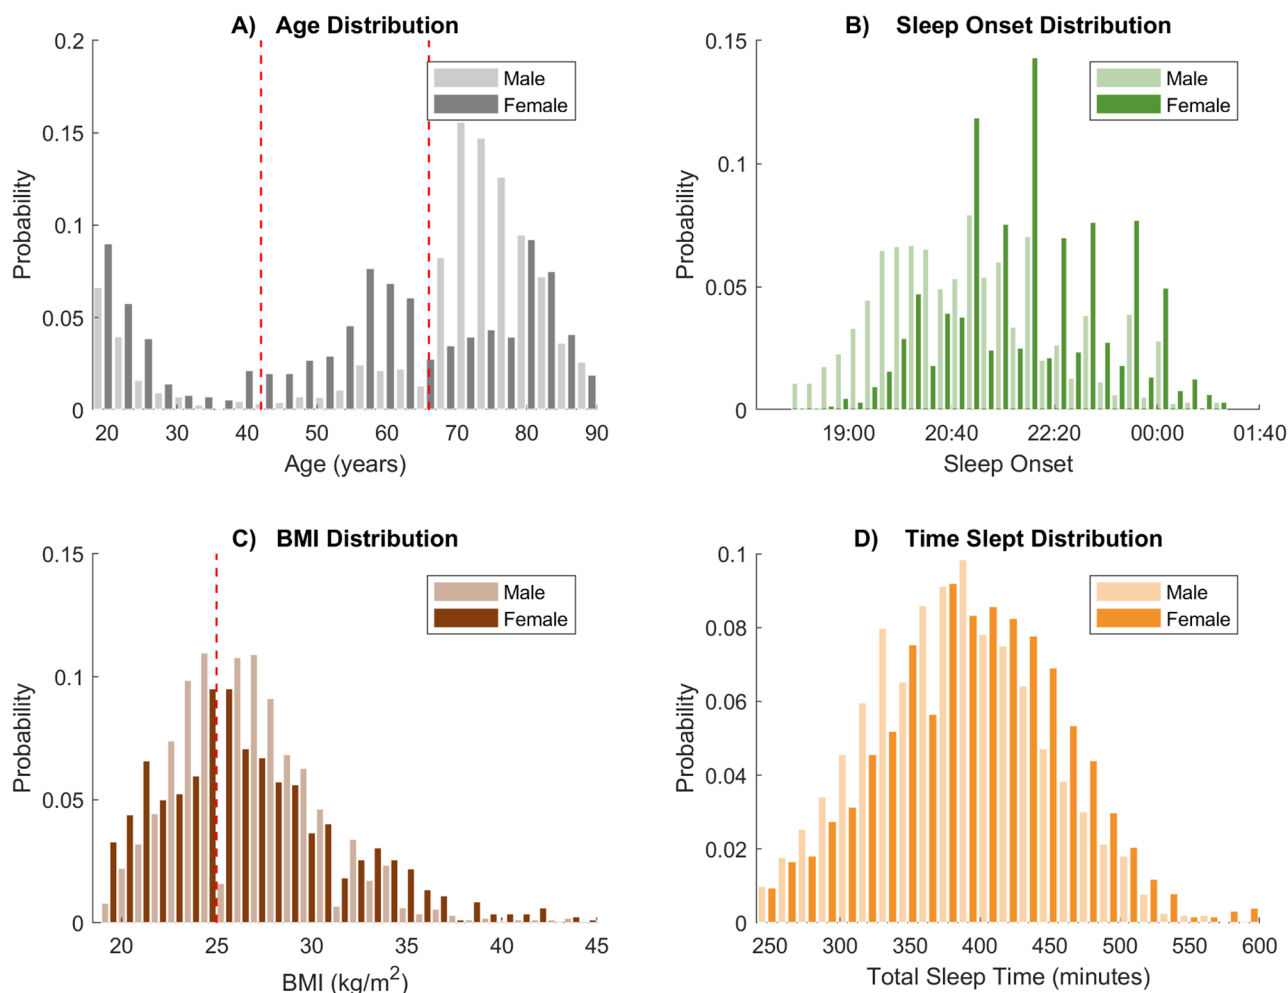 A) Age Distribution
0.2
0.15
0.1
0.05
0
Probability
Male
Female
20 30 40 50 60 70 80 90
Age (years)
B) Sleep Onset Distribution
0.15
0.1
0.05
0
Probability
Male
Female
19:00 20:40 22:20 00:00 01:40
Sleep Onset
C) BMI Distribution
0.15
0.1
0.05
0
Probability
Male
Female
20 25 30 35 40 45
BMI (kg/m²)
D) Time Slept Distribution
0.1
0.08
0.06
0.04
0.02
0
Probability
Male
Female
250 300 350 400 450 500 550 600
Total Sleep Time (minutes)